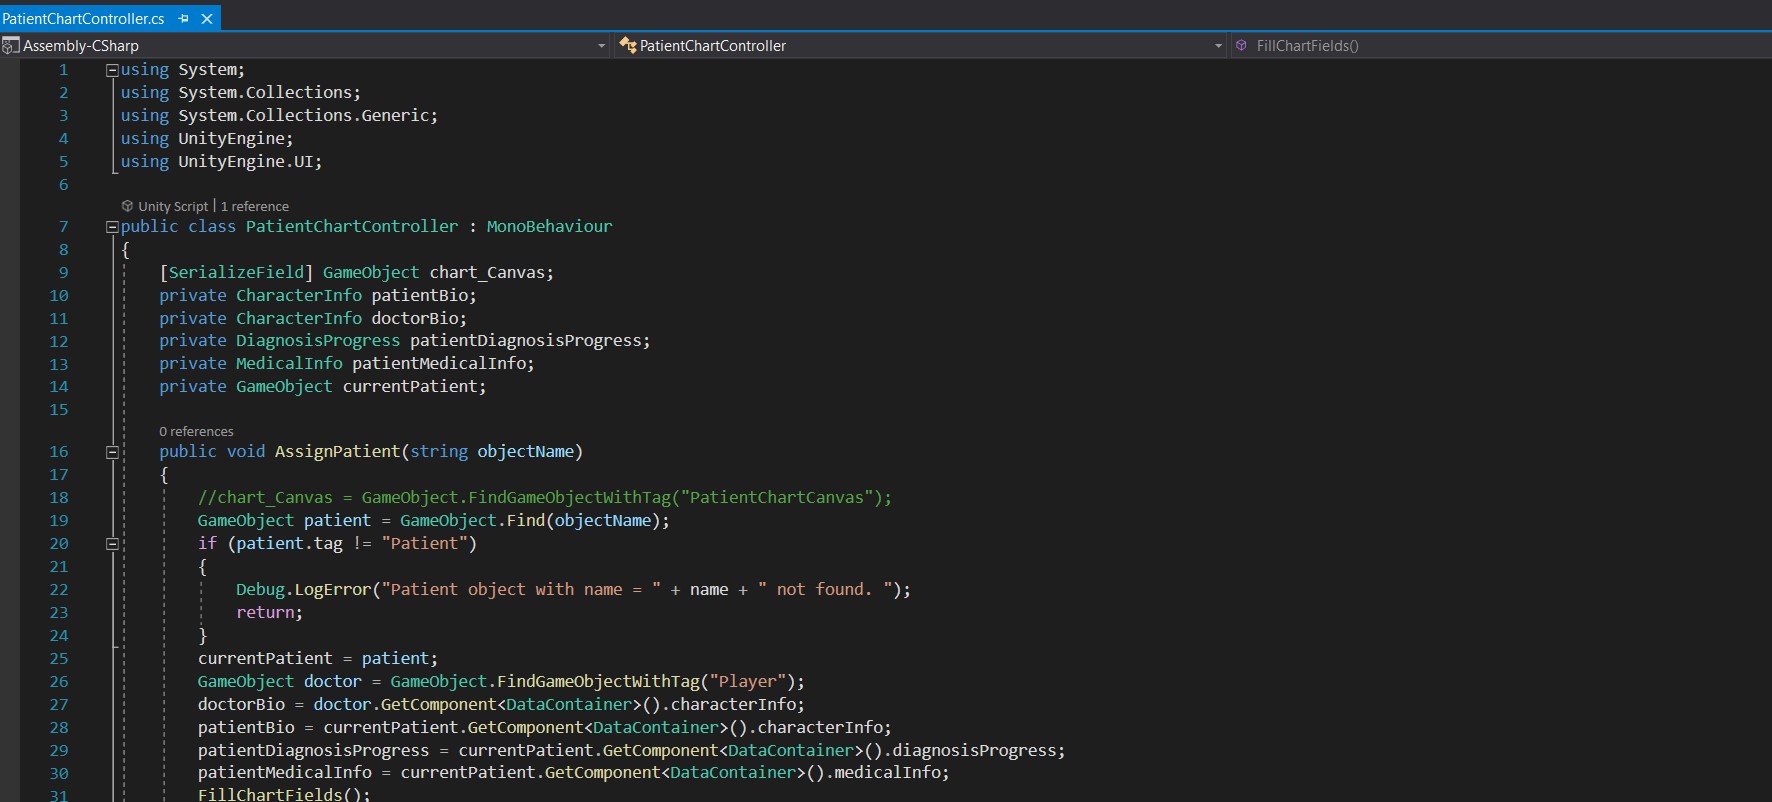 PatientChartController.cs
Assembly-CSharp PatientChartController FillChartFields()
1 using System;
2 using System.Collections;
3 using System.Collections.Generic;
4 using UnityEngine;
5 using UnityEngine.UI;
6
Unity Script | 1 reference
7 public class PatientChartController : MonoBehaviour
8 {
9 [SerializeField] GameObject chart_Canvas;
10 private CharacterInfo patientBio;
11 private CharacterInfo doctorBio;
12 private DiagnosisProgress patientDiagnosisProgress;
13 private MedicalInfo patientMedicalInfo;
14 private GameObject currentPatient;
15
0 references
16 public void AssignPatient(string objectName)
17 {
18 //chart_Canvas = GameObject.FindGameObjectWithTag("PatientChartCanvas");
19 GameObject patient = GameObject.Find(objectName);
20 if (patient.tag != "Patient")
21 {
22 Debug.LogError("Patient object with name = " + name + " not found. ");
23 return;
24 }
25 currentPatient = patient;
26 GameObject doctor = GameObject.FindGameObjectWithTag("Player");
27 doctorBio = doctor.GetComponent<DataContainer>().characterInfo;
28 patientBio = currentPatient.GetComponent<DataContainer>().characterInfo;
29 patientDiagnosisProgress = currentPatient.GetComponent<DataContainer>().diagnosisProgress;
30 patientMedicalInfo = currentPatient.GetComponent<DataContainer>().medicalInfo;
31 FillChartFields();